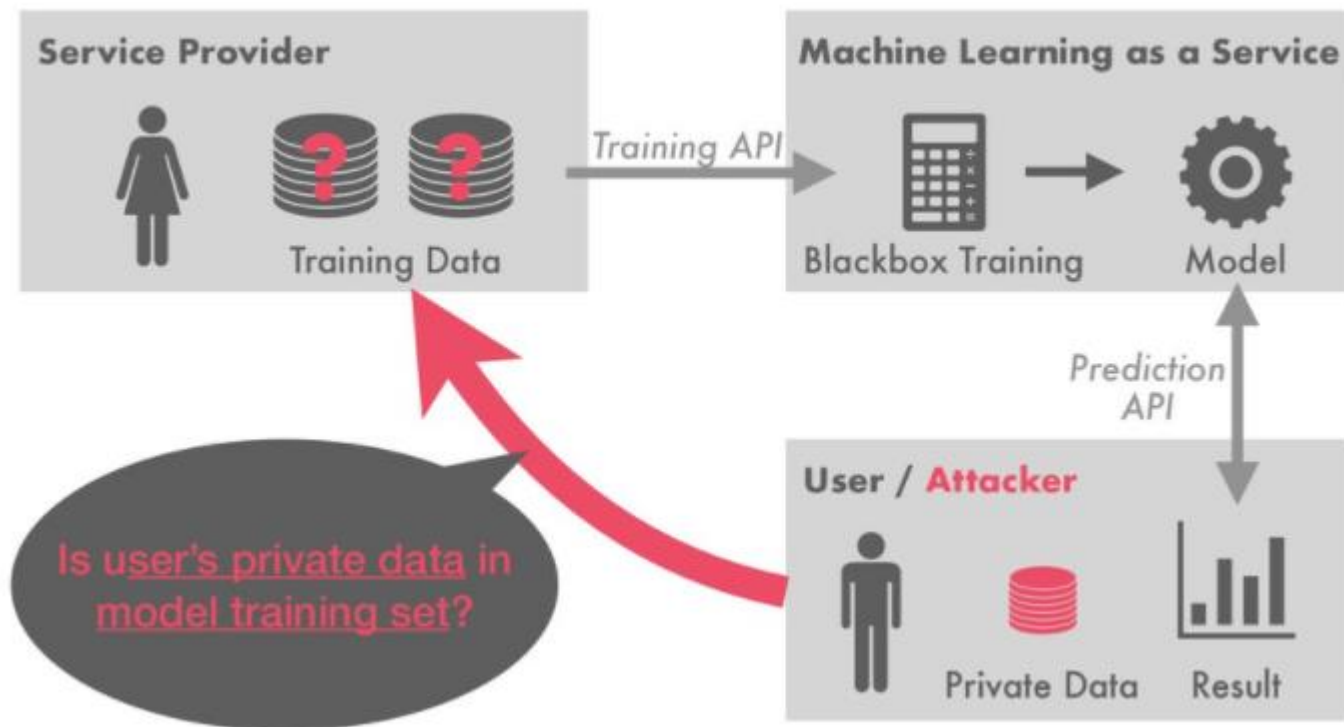 Service Provider
? ?
Training Data
Training API
Machine Learning as a Service
Blackbox Training
Model
Prediction
API
User / Attacker
Private Data
Result
Is user's private data in
model training set?